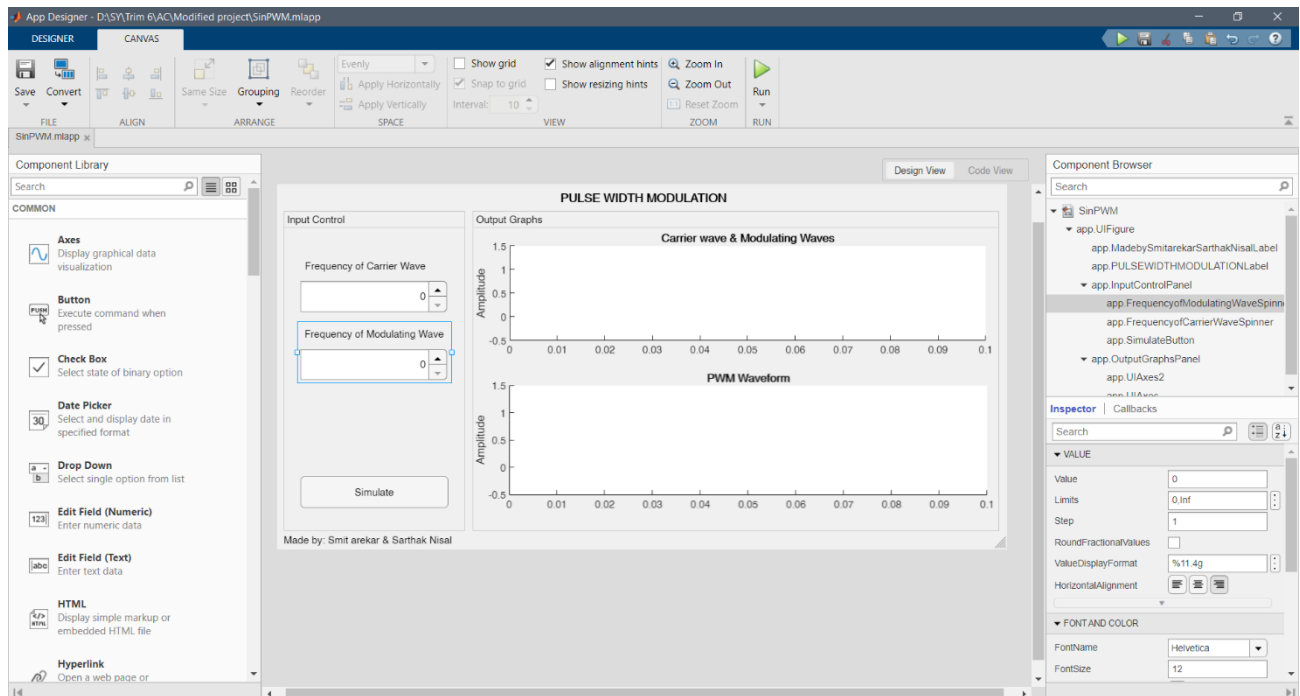 App Designer - D:\SY\Trim 6\AC\Modified project\SinPWM.mlapp
DESIGNER CANVAS
Save Convert Same Size Grouping Reorder
Evenly
Apply Horizontally
Apply Vertically
Show grid Show alignment hints
Snap to grid Show resizing hints
Interval: 10
Zoom In
Zoom Out
Reset Zoom
Run
FILE ALIGN ARRANGE SPACE VIEW ZOOM RUN
SinPWM.mlapp
Component Library
Search
COMMON
Axes
Display graphical data
visualization
PUSH
Button
Execute command when
pressed
Check Box
Select state of binary option
30
Date Picker
Select and display date in
specified format
a
b
Drop Down
Select single option from list
123
Edit Field (Numeric)
Enter numeric data
abc
Edit Field (Text)
Enter text data
HTML
HTML
Display simple markup or
embedded HTML file
Hyperlink
Open a web page or
Design View Code View
PULSE WIDTH MODULATION
Input Control
Frequency of Carrier Wave
0
Frequency of Modulating Wave
0
Simulate
Output Graphs
Carrier wave & Modulating Waves
Amplitude
1.5
1
0.5
0
-0.5
0 0.01 0.02 0.03 0.04 0.05 0.06 0.07 0.08 0.09 0.1
PWM Waveform
Amplitude
1.5
1
0.5
0
-0.5
0 0.01 0.02 0.03 0.04 0.05 0.06 0.07 0.08 0.09 0.1
Made by: Smit arekar & Sarthak Nisal
Component Browser
Search
SinPWM
app.UIFigure
app.MadebySmitarekarSarthakNisalLabel
app.PULSEWIDTHMODULATIONLabel
app.InputControlPanel
app.FrequencyofModulatingWaveSpinn
app.FrequencyofCarrierWaveSpinner
app.SimulateButton
app.OutputGraphsPanel
app.UIAxes2
app.UIAxes
Inspector | Callbacks
Search
VALUE
Value 0
Limits 0,Inf
Step 1
RoundFractionalValues
ValueDisplayFormat %11.4g
HorizontalAlignment
FONT AND COLOR
FontName Helvetica
FontSize 12